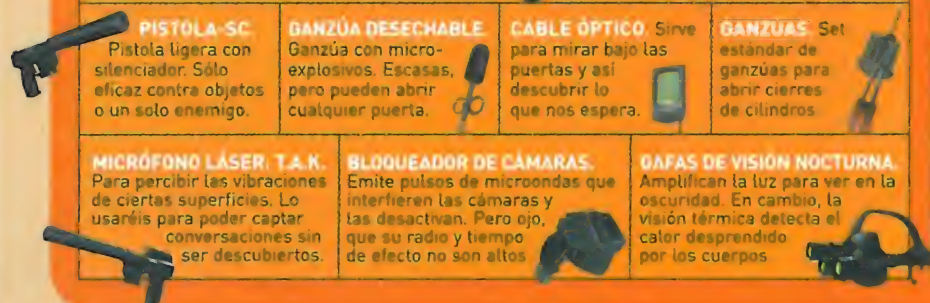 PISTOLA-SC.
Pistola ligera con
silenciador. Sólo
eficaz contra objetos
o un solo enemigo.
GANZÚA DESECHABLE.
Ganzúa con micro-
explosivos. Escasas,
pero pueden abrir
cualquier puerta.
CABLE ÓPTICO. Sirve
para mirar bajo las
puertas y así
descubrir lo
que nos espera.
GANZUAS. Set
estándar de
ganzúas para
abrir cierres
de cilindros
MICRÓFONO LÁSER. T.A.K.
Para percibir las vibraciones
de ciertas superficies. Lo
usaréis para poder captar
conversaciones sin
ser descubiertos.
BLOQUEADOR DE CÁMARAS.
Emite pulsos de microondas que
interfieren las cámaras y
las desactivan. Pero ojo,
que su radio y tiempo
de efecto no son altos
GAFAS DE VISIÓN NOCTURNA.
Amplifican la luz para ver en la
oscuridad. En cambio, la
visión térmica detecta el
calor desprendido
por los cuerpos